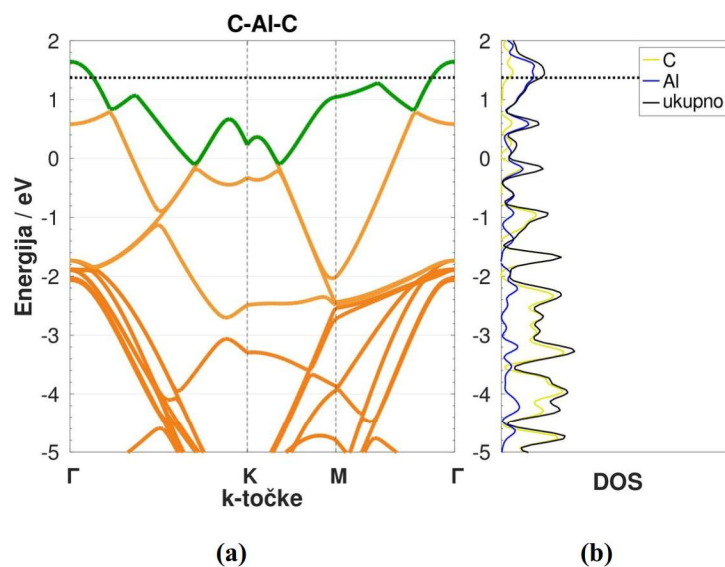 C-Al-C
2
1
0
-1
-2
-3
-4
-5
Energija / eV
Γ
K
M
Γ
k-točke
(a)
2
1
0
-1
-2
-3
-4
-5
C
Al
ukupno
DOS
(b)